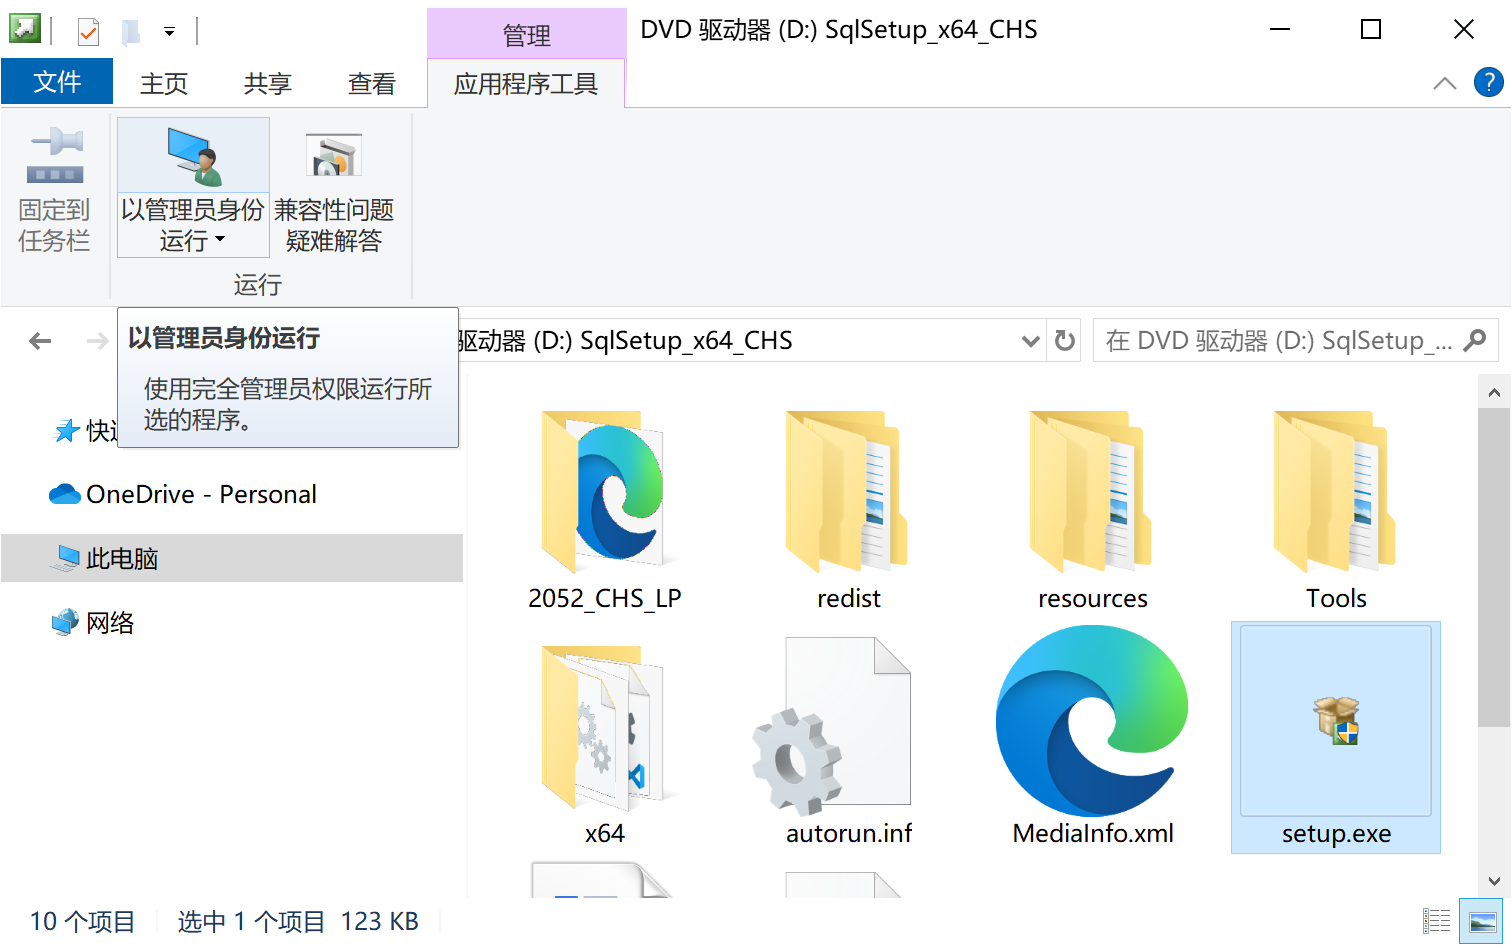 管理
DVD 驱动器 (D:) SqlSetup_x64_CHS
文件
主页
共享
查看
应用程序工具
?
固定到
任务栏
以管理员身份
运行
兼容性问题
疑难解答
运行
以管理员身份运行
使用完全管理员权限运行所
选的程序。
驱动器 (D:) SqlSetup_x64_CHS
在 DVD 驱动器 (D:) SqlSetup_...
快
OneDrive - Personal
此电脑
网络
2052_CHS_LP
redist
resources
Tools
x64
autorun.inf
MediaInfo.xml
setup.exe
10 个项目
选中 1 个项目 123 KB